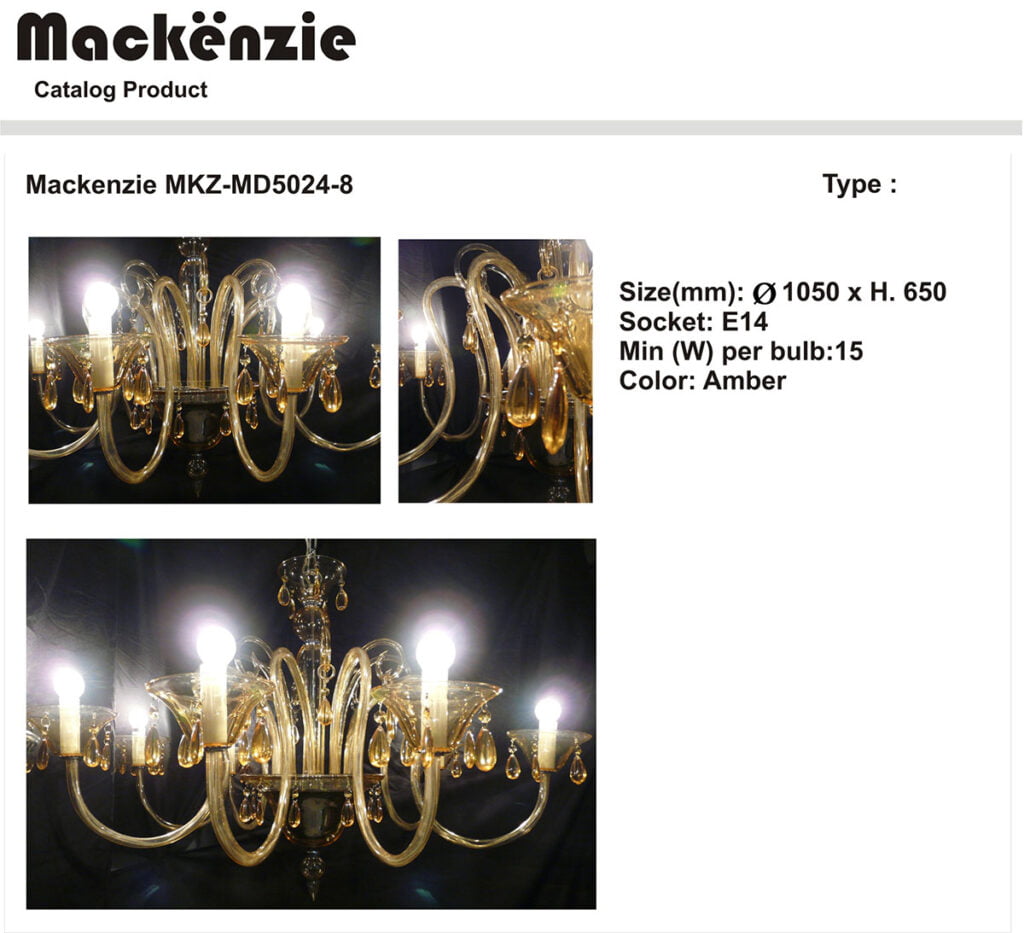 Mackënzie
Catalog Product
Mackenzie MKZ-MD5024-8
Type :
Size(mm): Ø 1050 x H. 650
Socket: E14
Min (W) per bulb:15
Color: Amber